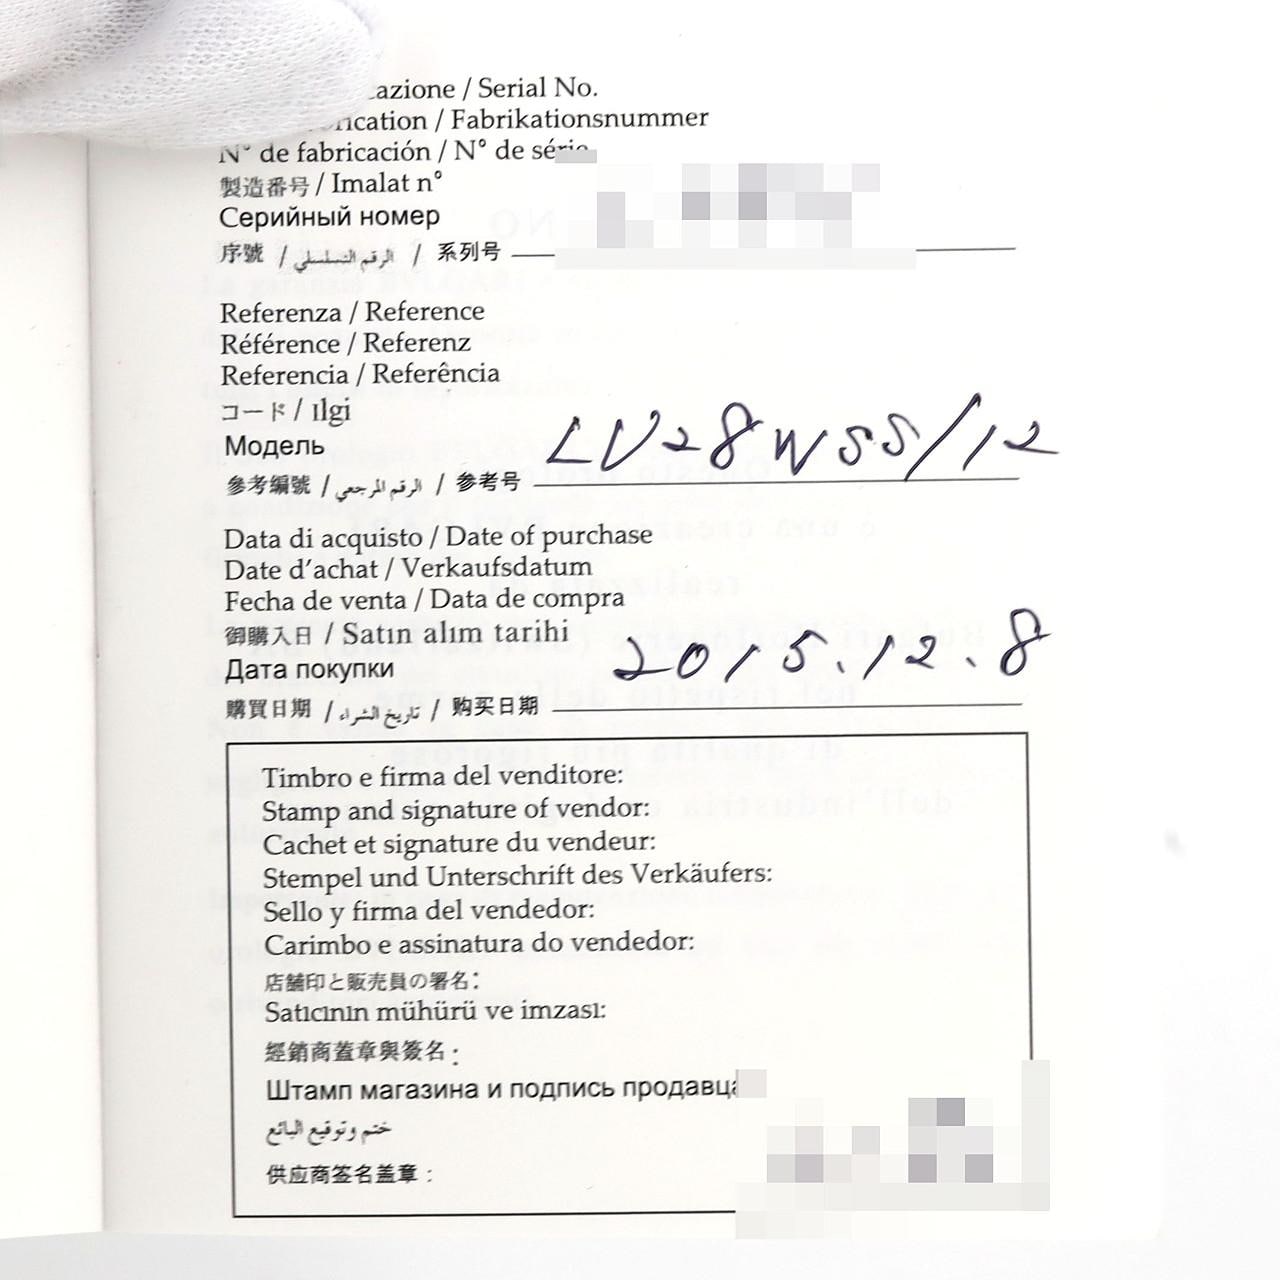 azione / Serial No.
ication / Fabrikationsnummer
N° de fabricación / N° de série
製造番号 / Imalat n°
Серийный номер
序號 / الرقم التسلسلي / 系列号
Referenza / Reference
Référence / Referenz
Referencia / Referência
コード / ılgi
Модель
參考編號 / الرقم المرجعي / 参考号 LV28WSS/12
Data di acquisto / Date of purchase
Date d'achat / Verkaufsdatum
Fecha de venta / Data de compra
御購入日 / Satın alım tarihi
Дата покупки
購買日期 / تاريخ الشراء / 购买日期 2015.12.8
Timbro e firma del venditore:
Stamp and signature of vendor:
Cachet et signature du vendeur:
Stempel und Unterschrift des Verkäufers:
Sello y firma del vendedor:
Carimbo e assinatura do vendedor:
店舗印と販売員の署名:
Satıcının mühürü ve imzası:
經銷商蓋章與簽名:
Штамп магазина и подпись продавца
ختم وتوقيع البائع
供应商签名盖章: